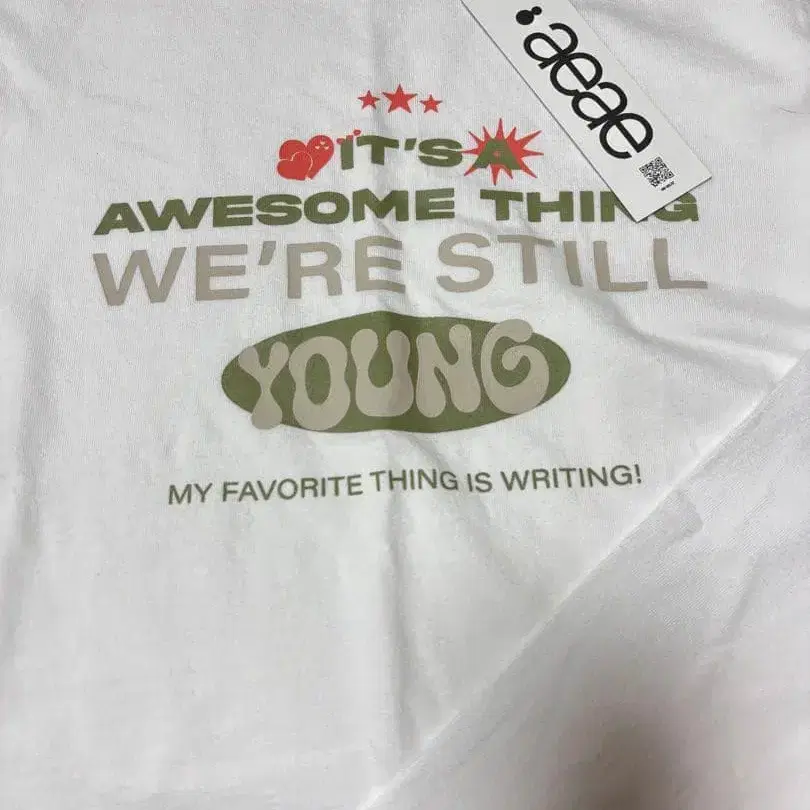 aeae
IT'S A
AWESOME THING
WE'RE STILL
YOUNG
MY FAVORITE THING IS WRITING!